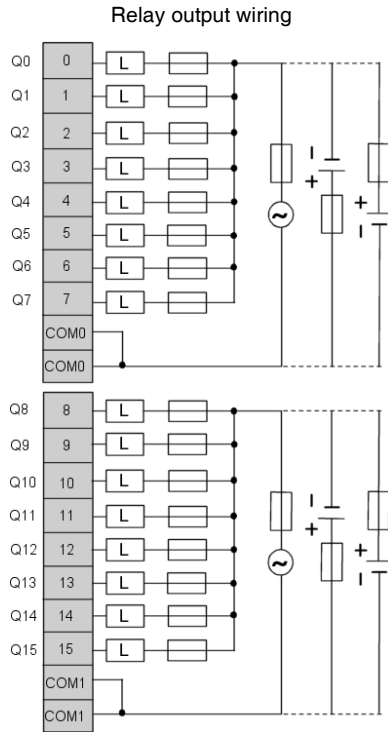 Relay output wiring
Q0 0 L
Q1 1 L
Q2 2 L
Q3 3 L
Q4 4 L
Q5 5 L
Q6 6 L
Q7 7 L
COM0
COM0
Q8 8 L
Q9 9 L
Q10 10 L
Q11 11 L
Q12 12 L
Q13 13 L
Q14 14 L
Q15 15 L
COM1
COM1